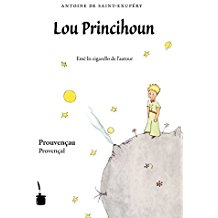 ANTOINE DE SAINT-EXUPÉRY
Lou Princihoun
Emé lis eigarello de l'autour
Prouvençau
Provençal